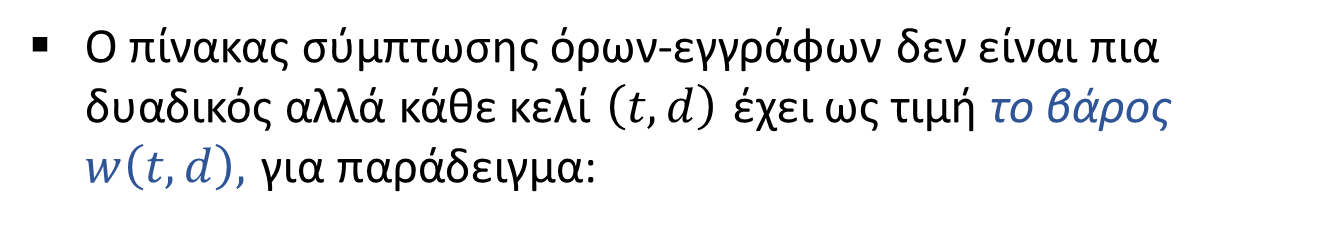 ▪ Ο πίνακας σύμπτωσης όρων-εγγράφων δεν είναι πια
δυαδικός αλλά κάθε κελί (t, d) έχει ως τιμή το βάρος
w(t, d), για παράδειγμα: